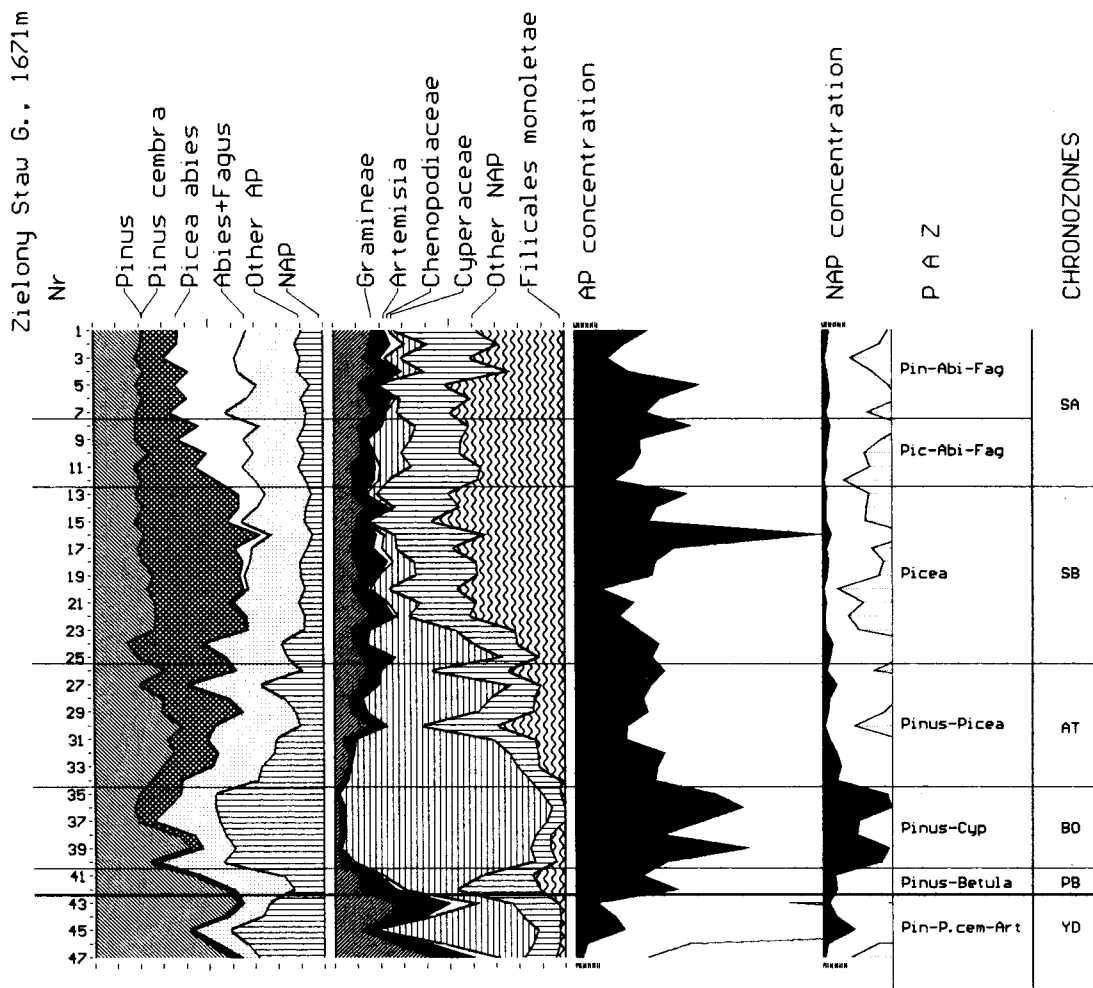 Zielony Staw G., 1671m
Nr
Pinus
Pinus cembra
Picea abies
Abies+Fagus
Other AP
NAP
Gramineae
Artemisia
Chenopodiaceae
Cyperaceae
Other NAP
Filicales monoletae
AP concentration
NAP concentration
P A Z
CHRONOZONES
1
3
5
7
9
11
13
15
17
19
21
23
25
27
29
31
33
35
37
39
41
43
45
47
Pin-Abi-Fag
Pic-Abi-Fag
Picea
Pinus-Picea
Pinus-Cyp
Pinus-Betula
Pin-P.cem-Art
SA
SB
AT
BO
PB
YD